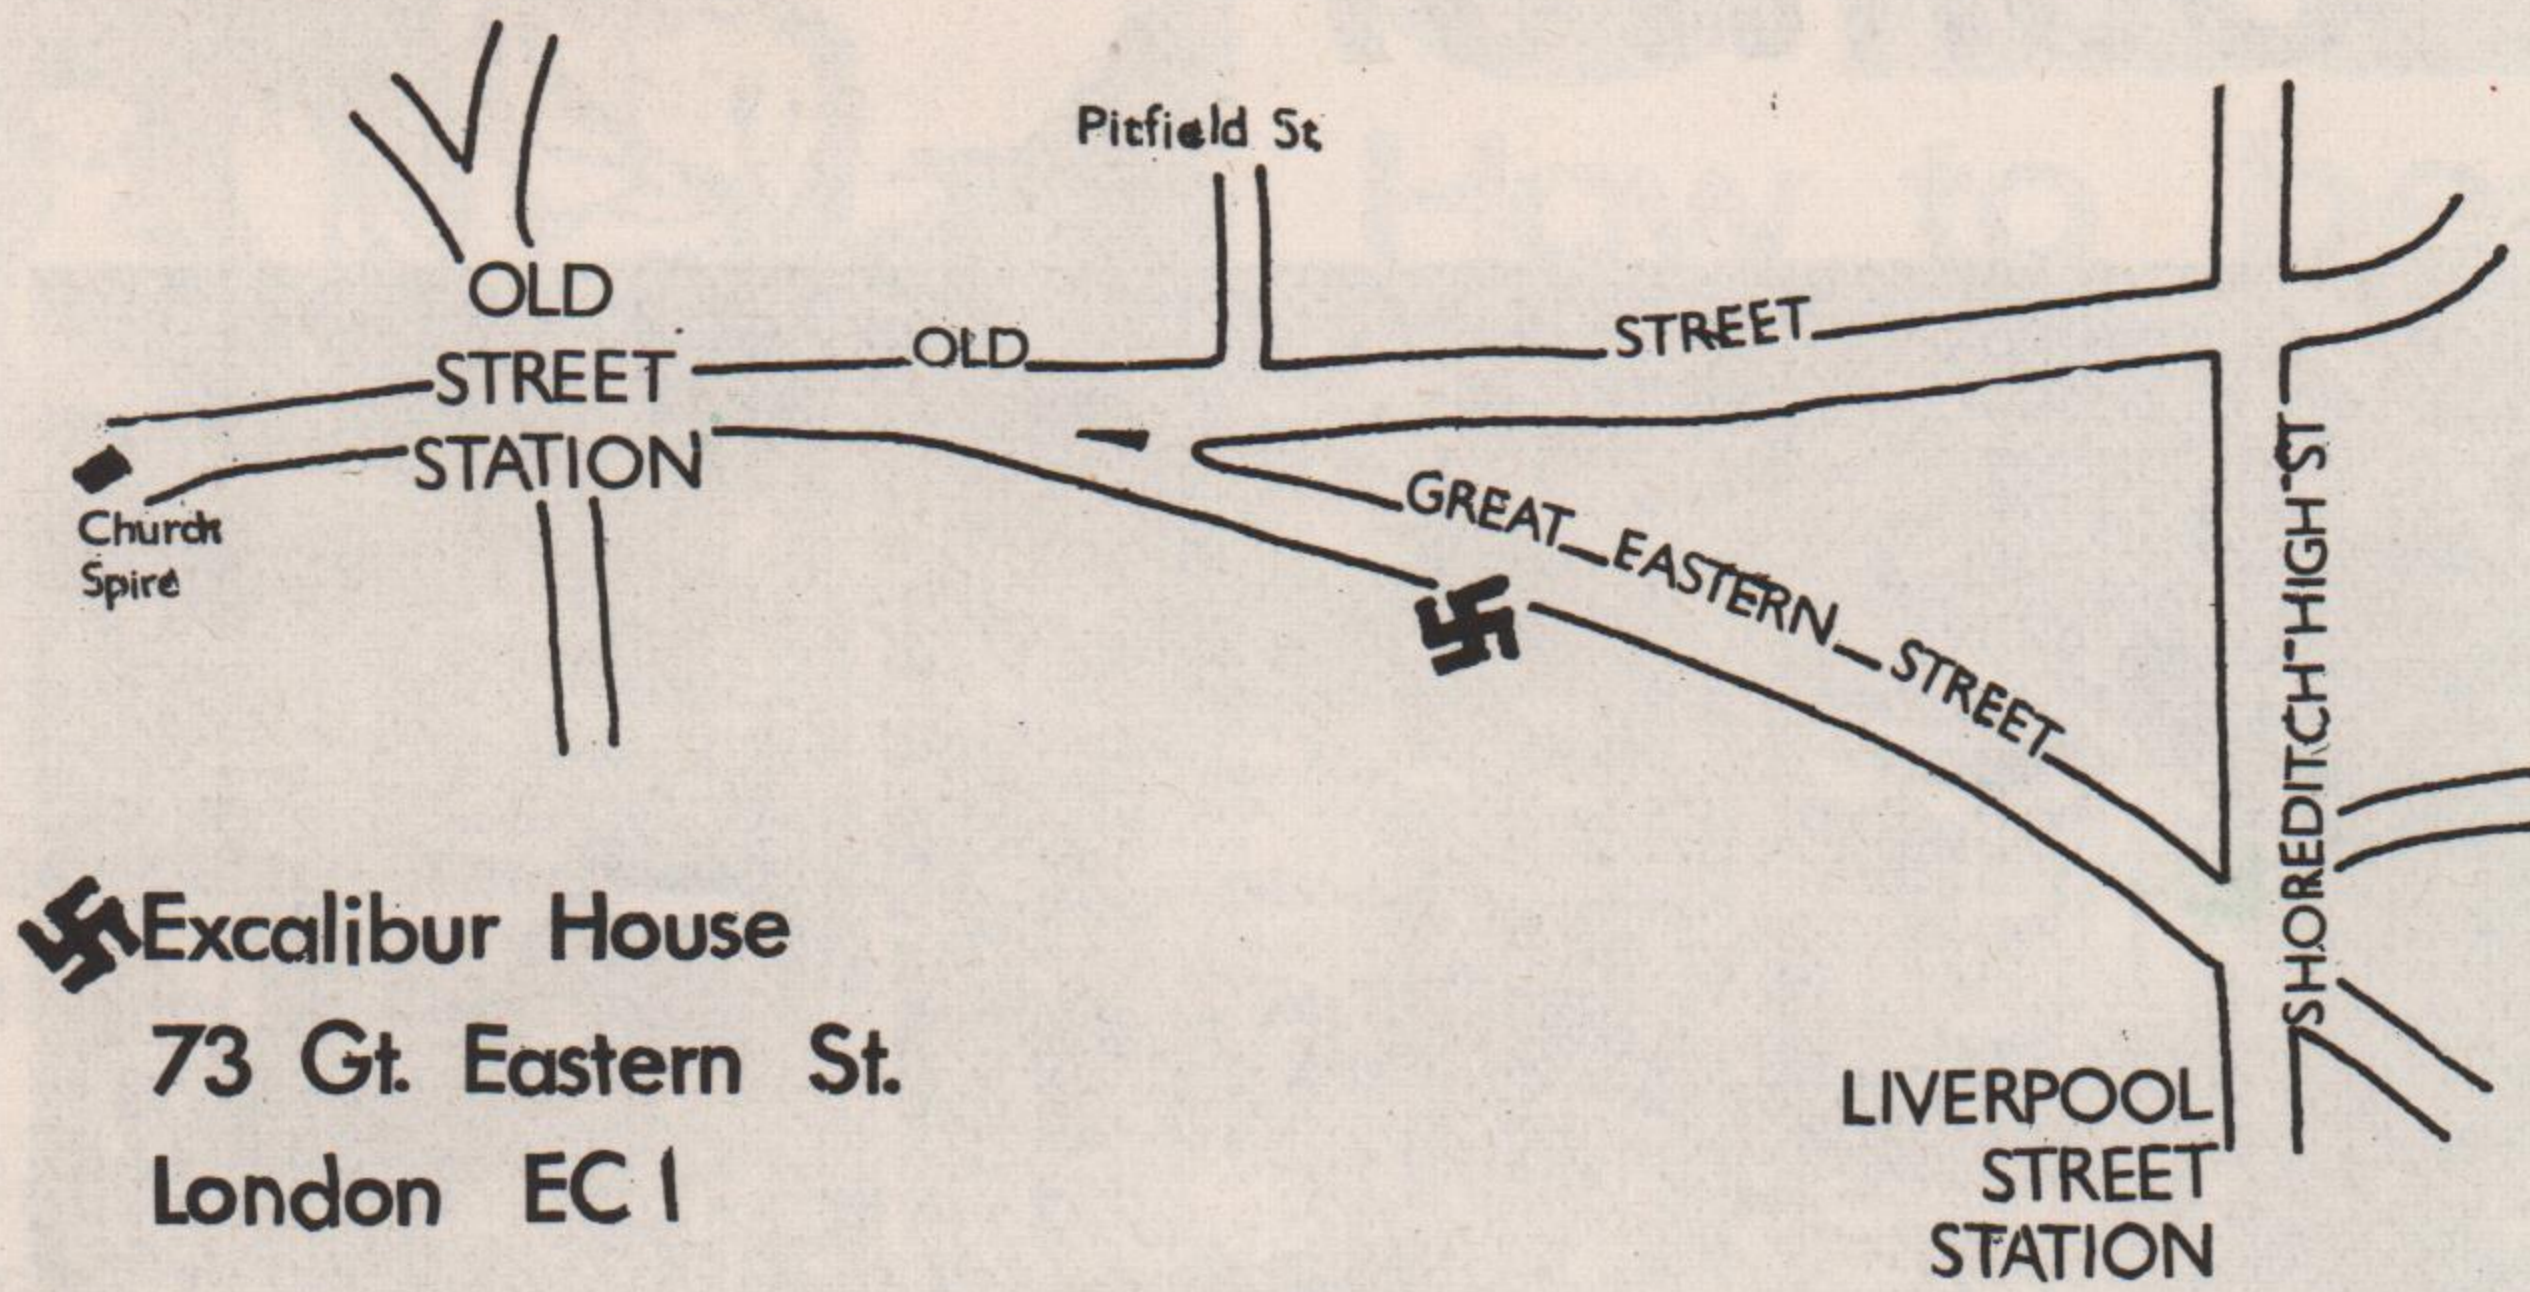 Pitfield St
OLD
STREET
STATION
OLD
STREET
Church
Spire
GREAT EASTERN STREET
SHOREDITCH HIGH ST
Excalibur House
73 Gt. Eastern St.
London EC1
LIVERPOOL
STREET
STATION